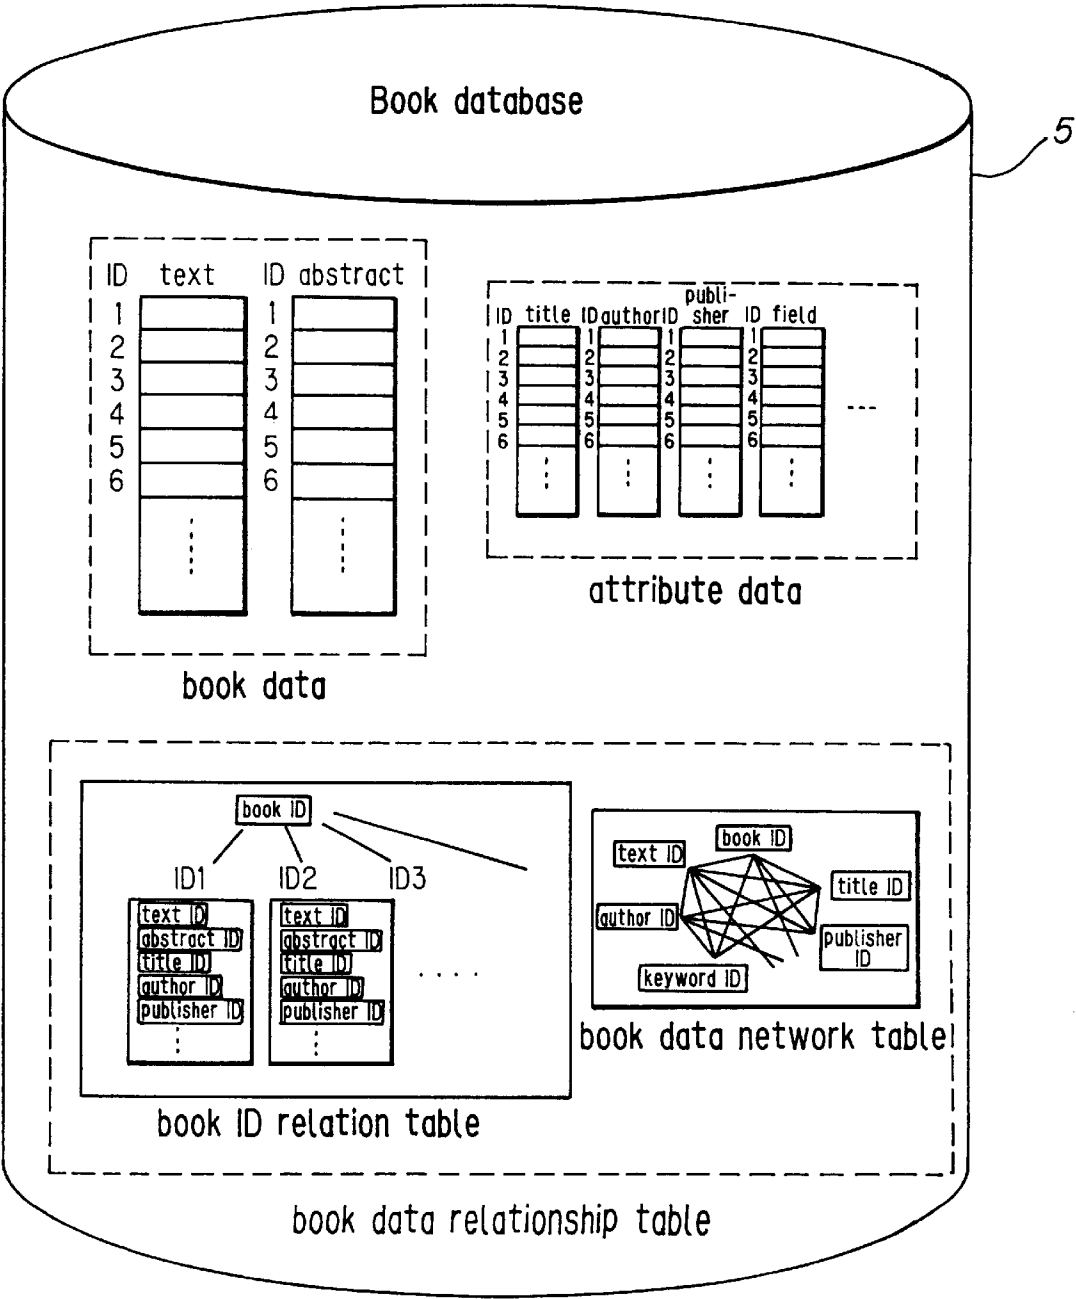 Book database
5
ID text ID abstract
1 1
2 2
3 3
4 4
5 5
6 6
book data
publi-
ID title ID author ID sher ID field
1 1 1 1
2 2 2 2
3 3 3 3
4 4 4 4
5 5 5 5
6 6 6 6
attribute data
book ID
ID1 ID2 ID3
text ID
abstract ID
title ID
author ID
publisher ID
text ID
abstract ID
title ID
author ID
publisher ID
book ID relation table
book ID
text ID
title ID
author ID
publisher
ID
keyword ID
book data network table
book data relationship table